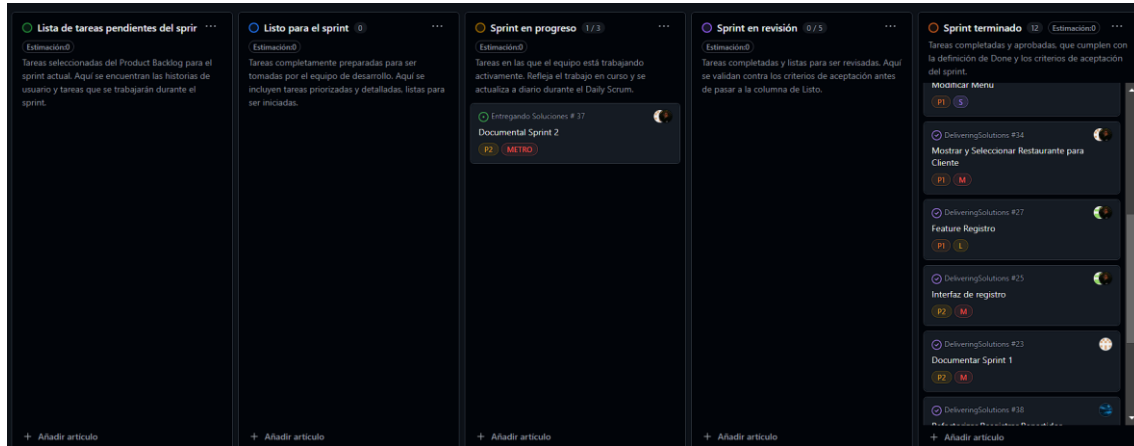 Lista de tareas pendientes del sprir
Estimación:0
Tareas seleccionadas del Product Backlog para el
sprint actual. Aquí se encuentran las historias de
usuario y tareas que se trabajarán durante el
sprint.
+ Añadir artículo
Listo para el sprint 0
Estimación:0
Tareas completamente preparadas para ser
tomadas por el equipo de desarrollo. Aquí se
incluyen tareas priorizadas y detalladas, listas para
ser iniciadas.
+ Añadir artículo
Sprint en progreso 1 / 3
Estimación:0
Tareas en las que el equipo está trabajando
activamente. Refleja el trabajo en curso y se
actualiza a diario durante el Daily Scrum.
Entregando Soluciones # 37
Documental Sprint 2
P2 METRO
+ Añadir artículo
Sprint en revisión 0 / 5
Estimación:0
Tareas completadas y listas para ser revisadas. Aquí
se validan contra los criterios de aceptación antes
de pasar a la columna de Listo.
+ Añadir artículo
Sprint terminado 12 Estimación:0
Tareas completadas y aprobadas, que cumplen con
la definición de Done y los criterios de aceptación
del sprint.
Modificar Menú
P1 S
DeliveringSolutions #34
Mostrar y Seleccionar Restaurante para
Cliente
P1 M
DeliveringSolutions #27
Feature Registro
P1 L
DeliveringSolutions #25
Interfaz de registro
P2 M
DeliveringSolutions #23
Documentar Sprint 1
P2 M
DeliveringSolutions #38
+ Añadir artículo